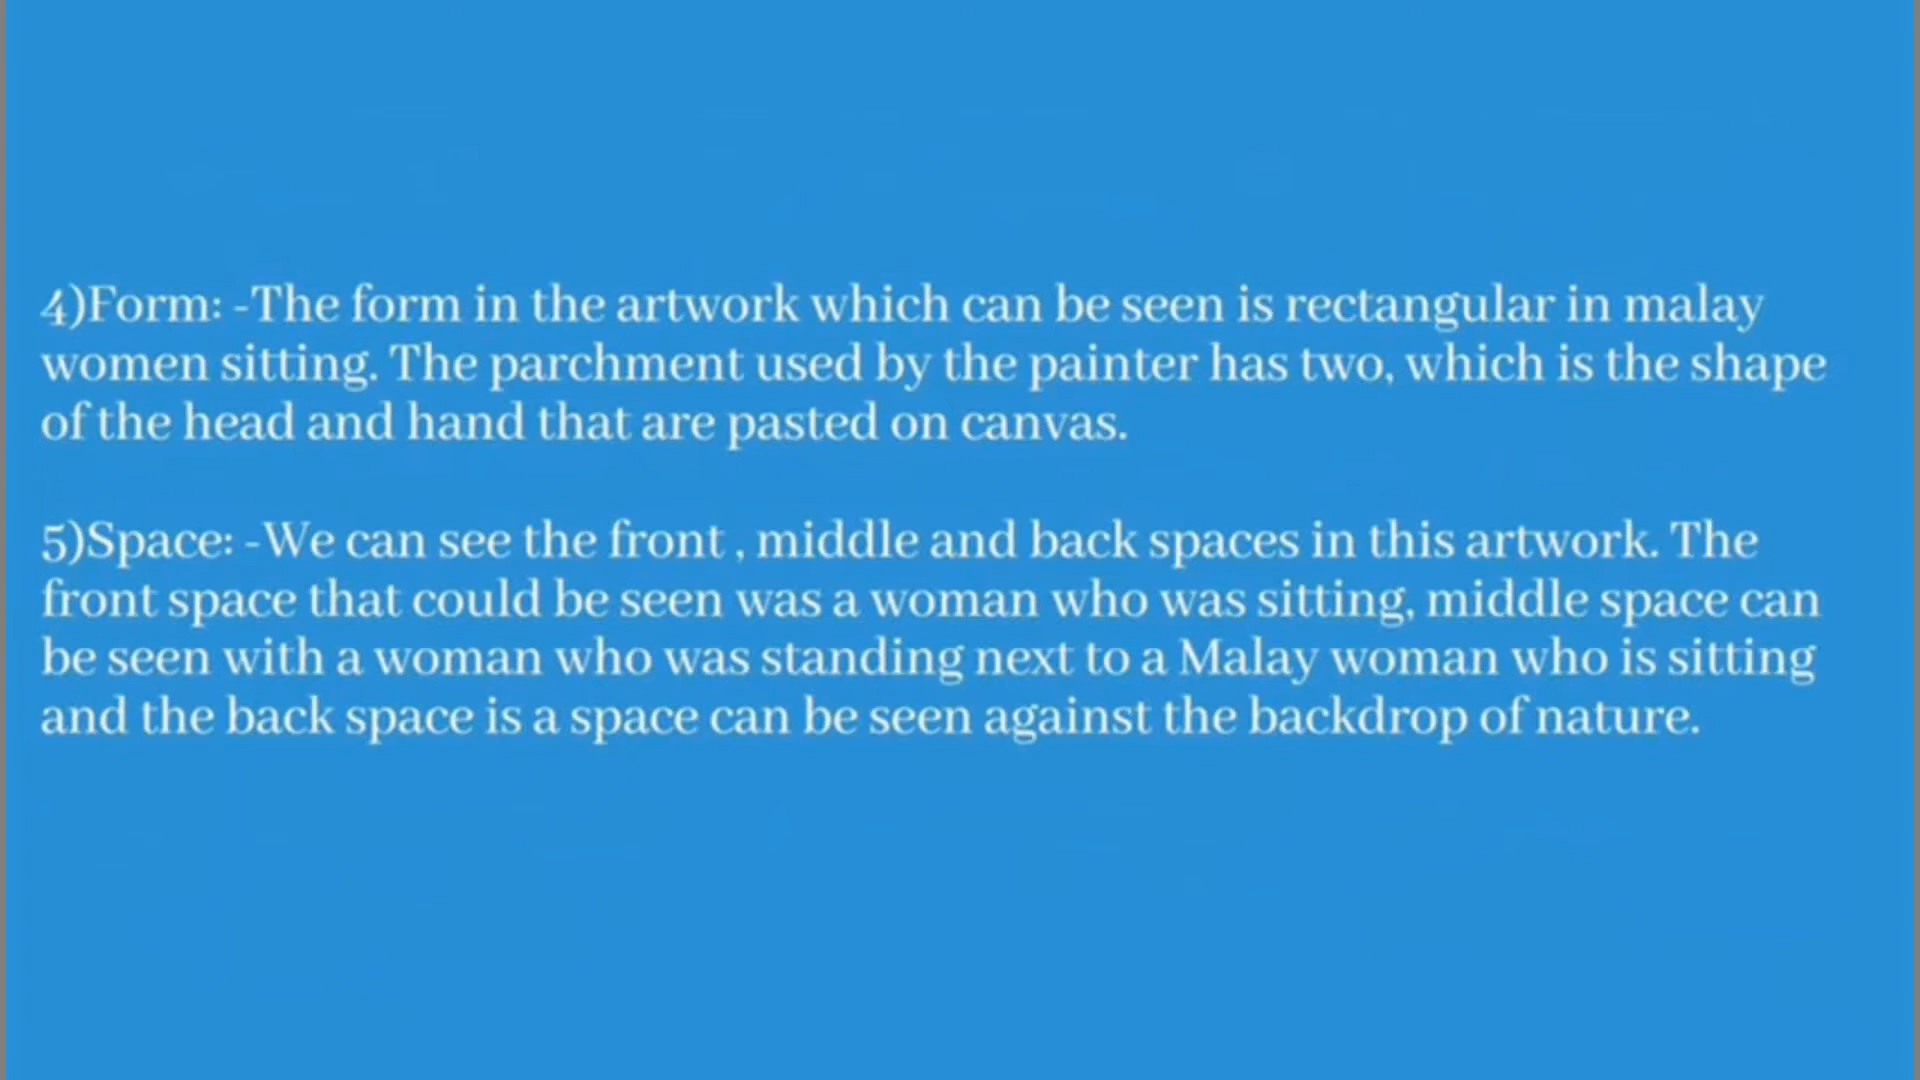 4)Form: -The form in the artwork which can be seen is rectangular in malay
women sitting. The parchment used by the painter has two, which is the shape
of the head and hand that are pasted on canvas.
5)Space: -We can see the front , middle and back spaces in this artwork. The
front space that could be seen was a woman who was sitting, middle space can
be seen with a woman who was standing next to a Malay woman who is sitting
and the back space is a space can be seen against the backdrop of nature.